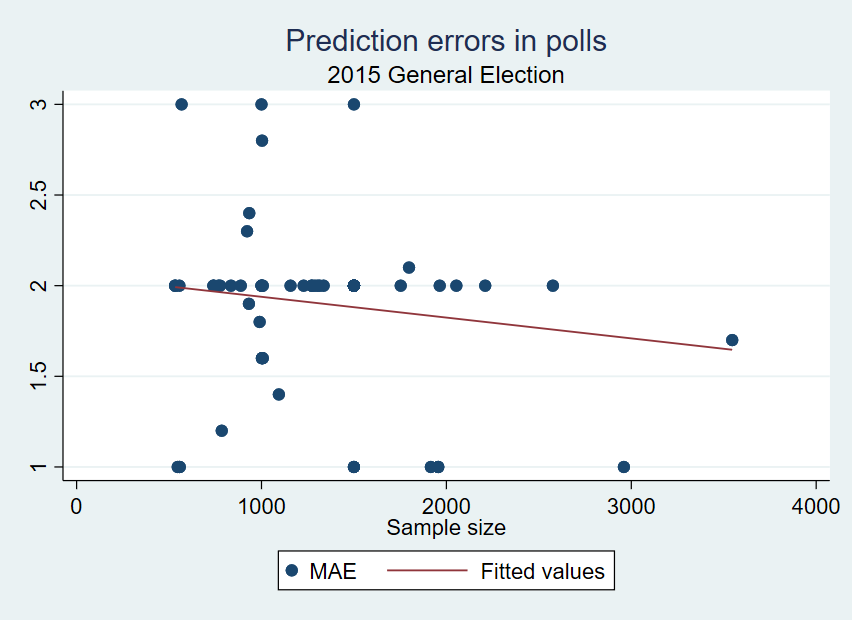 Prediction errors in polls
2015 General Election
3
2.5
2
1.5
1
0 1000 2000 3000 4000
Sample size
MAE Fitted values